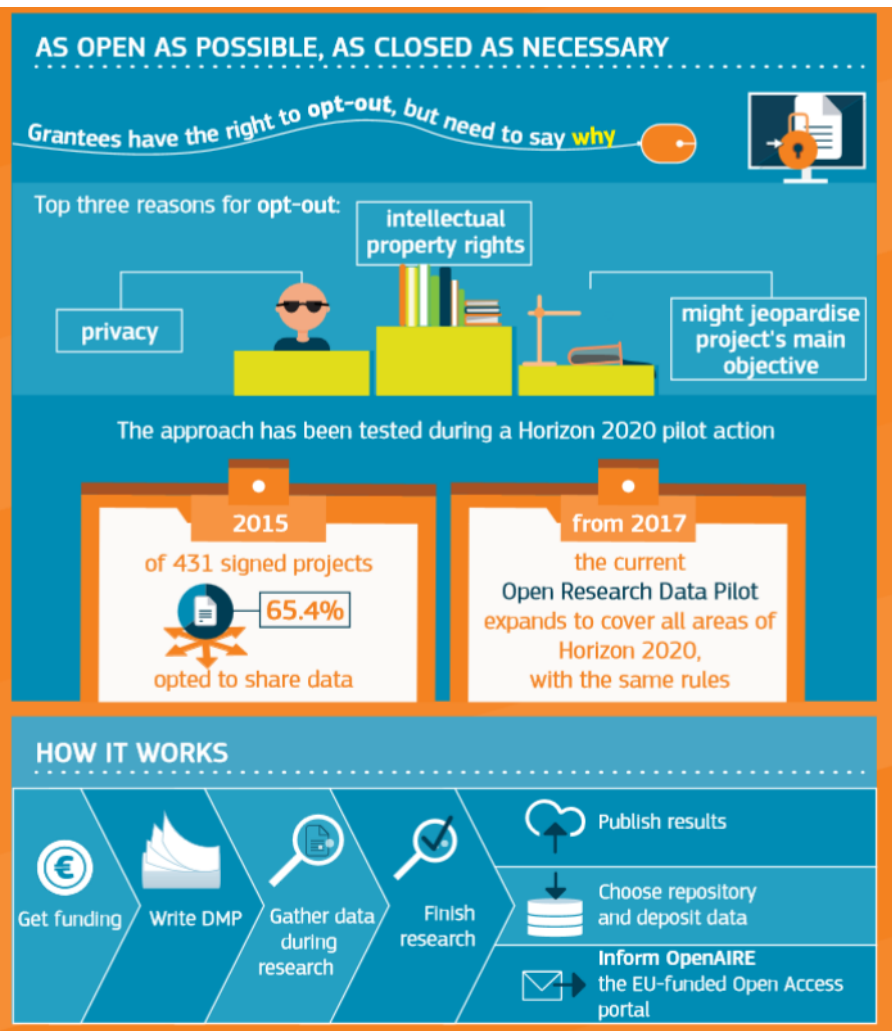 AS OPEN AS POSSIBLE, AS CLOSED AS NECESSARY
Grantees have the right to opt-out, but need to say why
Top three reasons for opt-out:
intellectual
property rights
privacy
might jeopardise
project's main
objective
The approach has been tested during a Horizon 2020 pilot action
2015
of 431 signed projects
65.4%
opted to share data
from 2017
the current
Open Research Data Pilot
expands to cover all areas of
Horizon 2020,
with the same rules
HOW IT WORKS
Get funding
Write DMP
Gather data
during
research
Finish
research
Publish results
Choose repository
and deposit data
Inform OpenAIRE
the EU-funded Open Access
portal